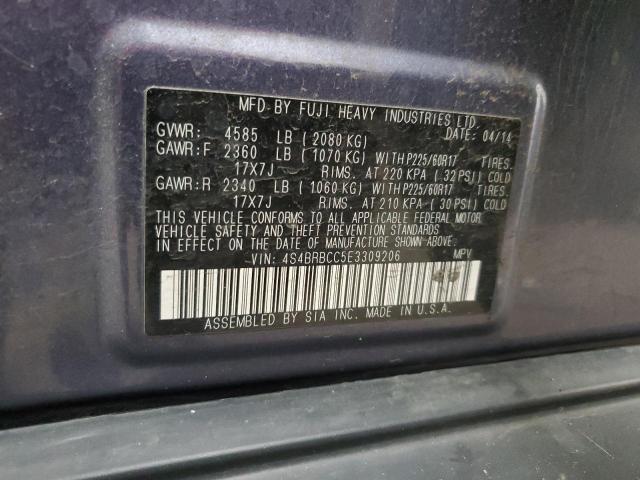 MFD.BY FUJI HEAVY INDUSTRIES LTD
GVWR: 4585 LB ( 2080 KG) DATE: 04/14
GAWR:F 2360 LB ( 1070 KG) WITHP225/60R17 TIRES,
17X7J RIMS, AT 220 KPA ( 32 PSI) COLD
GAWR:R 2340 LB ( 1060 KG) WITHP225/60R17 TIRES,
17X7J RIMS, AT 210 KPA ( 30 PSI) COLD
THIS VEHICLE CONFORMS TO ALL APPLICABLE FEDERAL MOTOR
VEHICLE SAFETY AND THEFT PREVENTION STANDARDS
IN EFFECT ON THE DATE OF MANUFACTURE SHOWN ABOVE.
VIN: 4S4BRBCC5E3309206 MPV
ASSEMBLED BY SIA INC. MADE IN U.S.A.